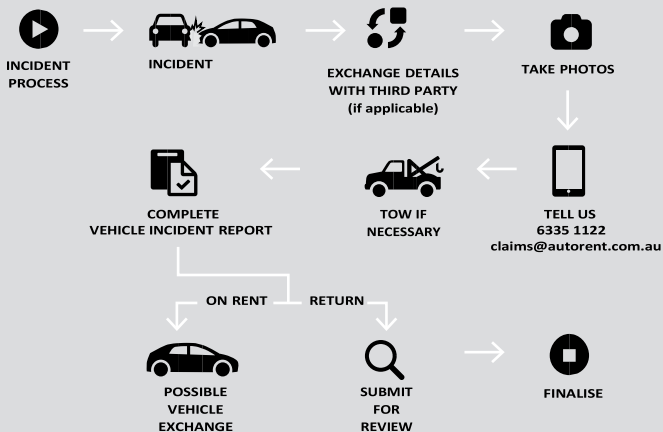 INCIDENT
PROCESS
INCIDENT
EXCHANGE DETAILS
WITH THIRD PARTY
(if applicable)
TAKE PHOTOS
TELL US
6335 1122
claims@autorent.com.au
TOW IF
NECESSARY
COMPLETE
VEHICLE INCIDENT REPORT
ON RENT
RETURN
POSSIBLE
VEHICLE
EXCHANGE
SUBMIT
FOR
REVIEW
FINALISE